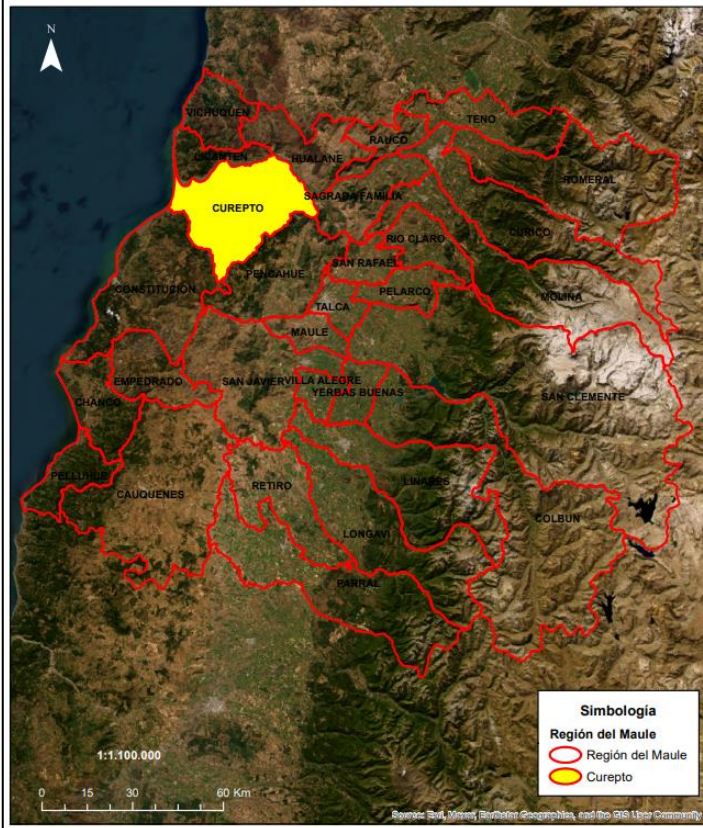 N
VICHUQUEN
TENO
RAUCO
LICANTEN
HUALANE
ROMERAL
SAGRADA FAMILIA
CUREPTO
RIO CLARO
CURICO
SAN RAFAEL
PENCAHUE
CONSTITUCION
PELARCO
MOLINA
TALCA
MAULE
EMPEDRADO
SAN JAVIER VILLA ALEGRE
YERBAS BUENAS
SAN CLEMENTE
CHANCO
PELLUHUE
CAUQUENES
RETIRO
LINARES
COLBUN
LONGAVI
PARRAL
Simbología
Región del Maule
Región del Maule
Curepto
1:1.100.000
0 15 30 60 Km
Source: Esri, Maxar, Earthstar Geographics, and the GIS User Community